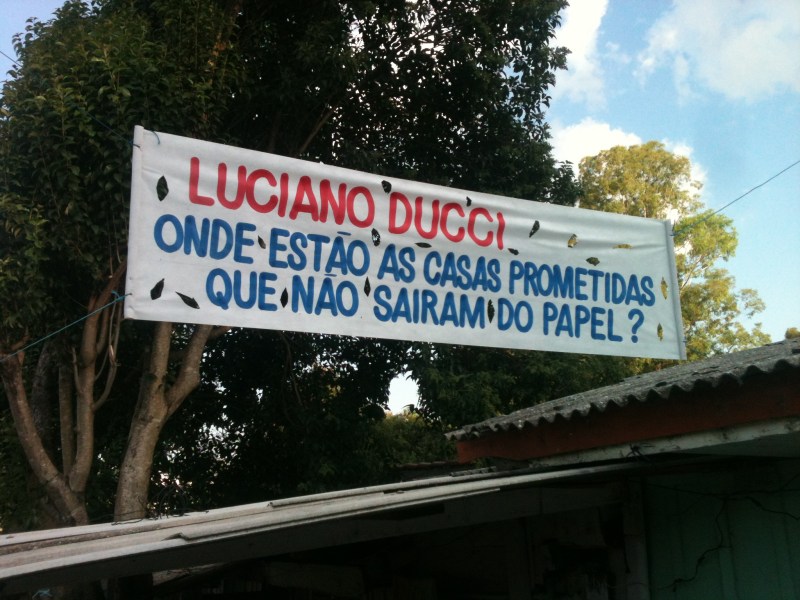 LUCIANO DUCCI
ONDE ESTÃO AS CASAS PROMETIDAS
QUE NÃO SAIRAM DO PAPEL?